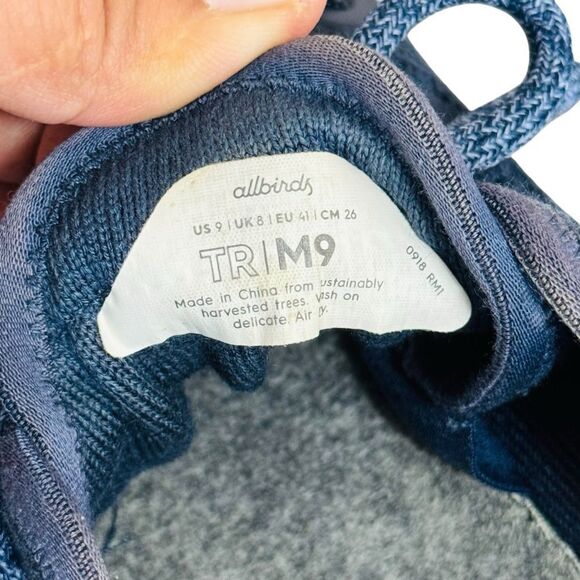 allbirds
US 9 | UK 8 | EU 41 | CM 26
TR | M9
Made in China from sustainably
harvested trees. Wash on
delicate. Air
0918 RM1